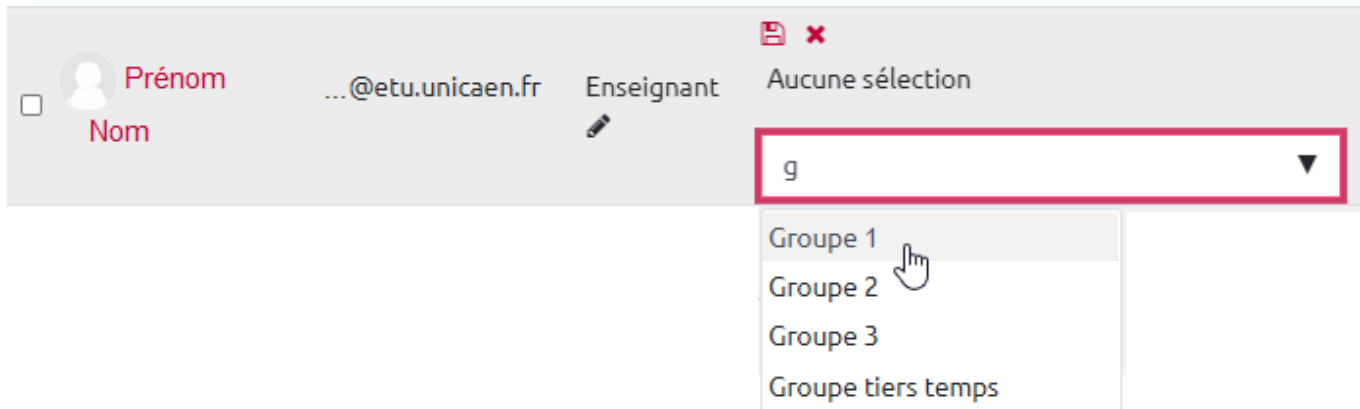 Prénom
Nom
...@etu.unicaen.fr
Enseignant
Aucune sélection
g
Groupe 1
Groupe 2
Groupe 3
Groupe tiers temps